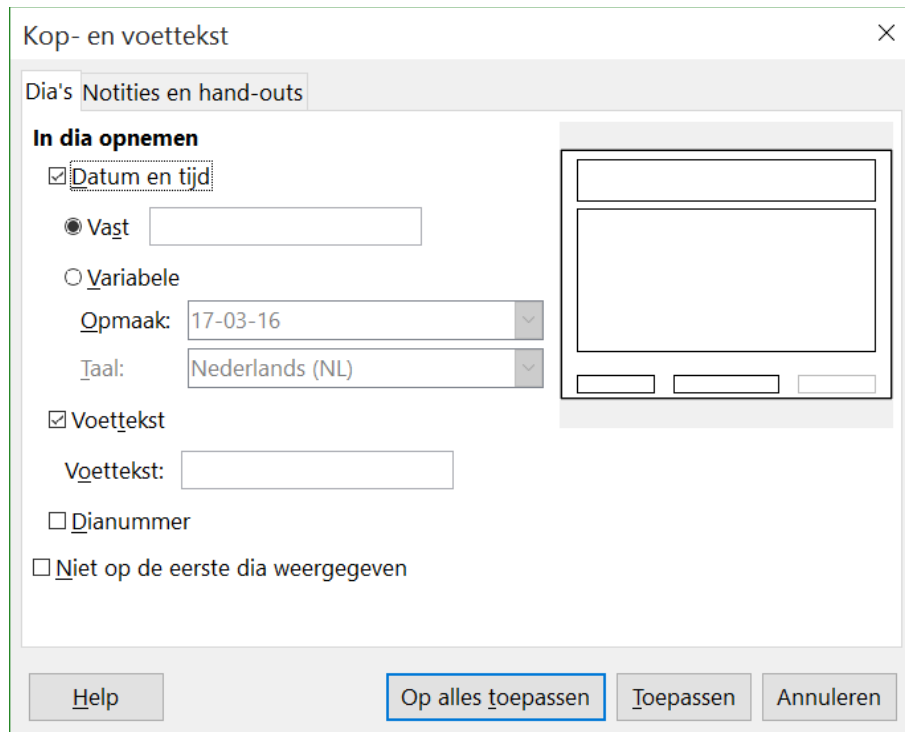 Kop- en voettekst
Dia's Notities en hand-outs
In dia opnemen
Datum en tijd
Vast
Variabele
Opmaak: 17-03-16
Taal: Nederlands (NL)
Voettekst
Voettekst:
Dianummer
Niet op de eerste dia weergegeven
Help Op alles toepassen Toepassen Annuleren